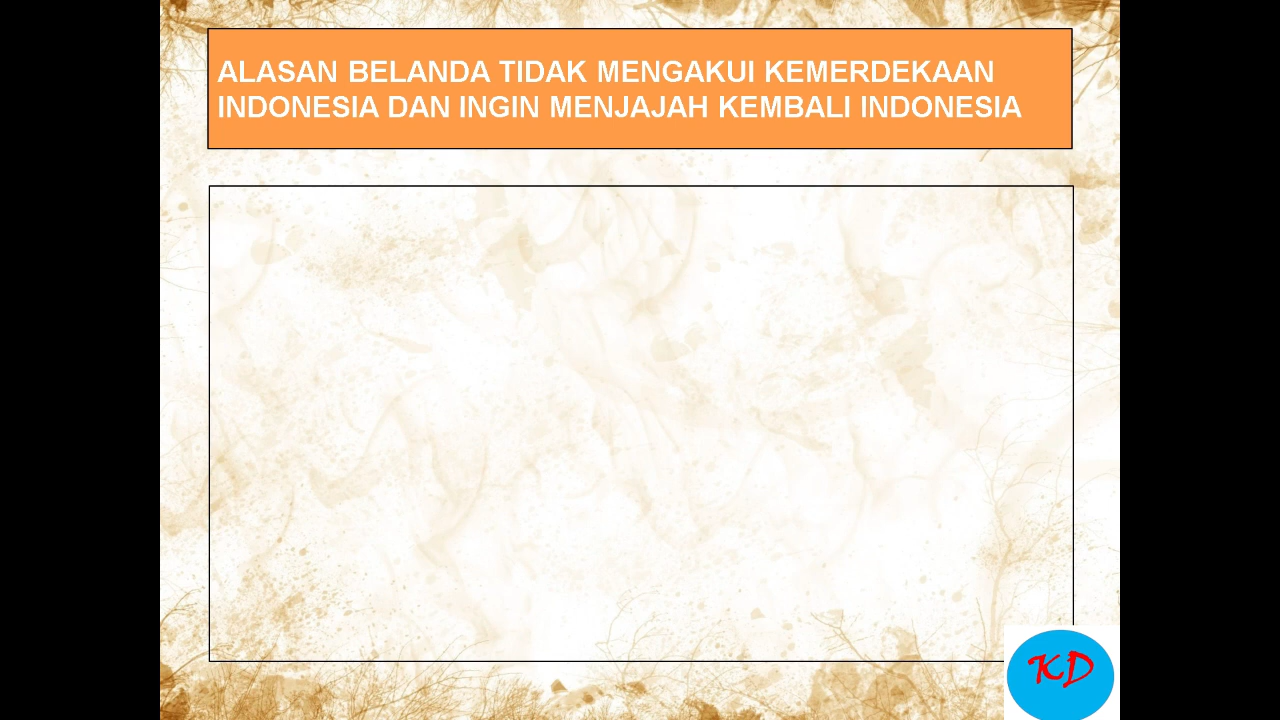 ALASAN BELANDA TIDAK MENGAKUI KEMERDEKAAN
INDONESIA DAN INGIN MENJAJAH KEMBALI INDONESIA
KD